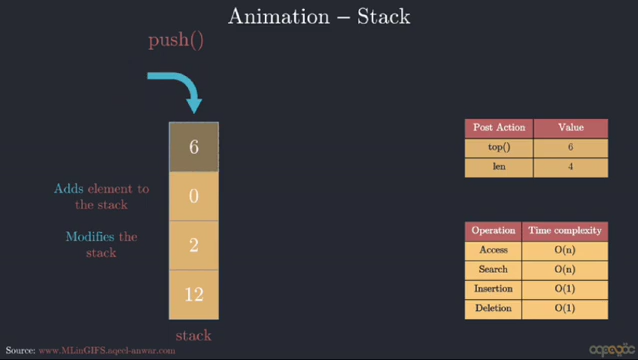 Animation – Stack
push()
6
0
2
12
Adds element to
the stack
Modifies the
stack
stack
Post Action Value
top() 6
len 4
Operation Time complexity
Access O(n)
Search O(n)
Insertion O(1)
Deletion O(1)
Source: www.MLinGIFS.aqeel-anwar.com